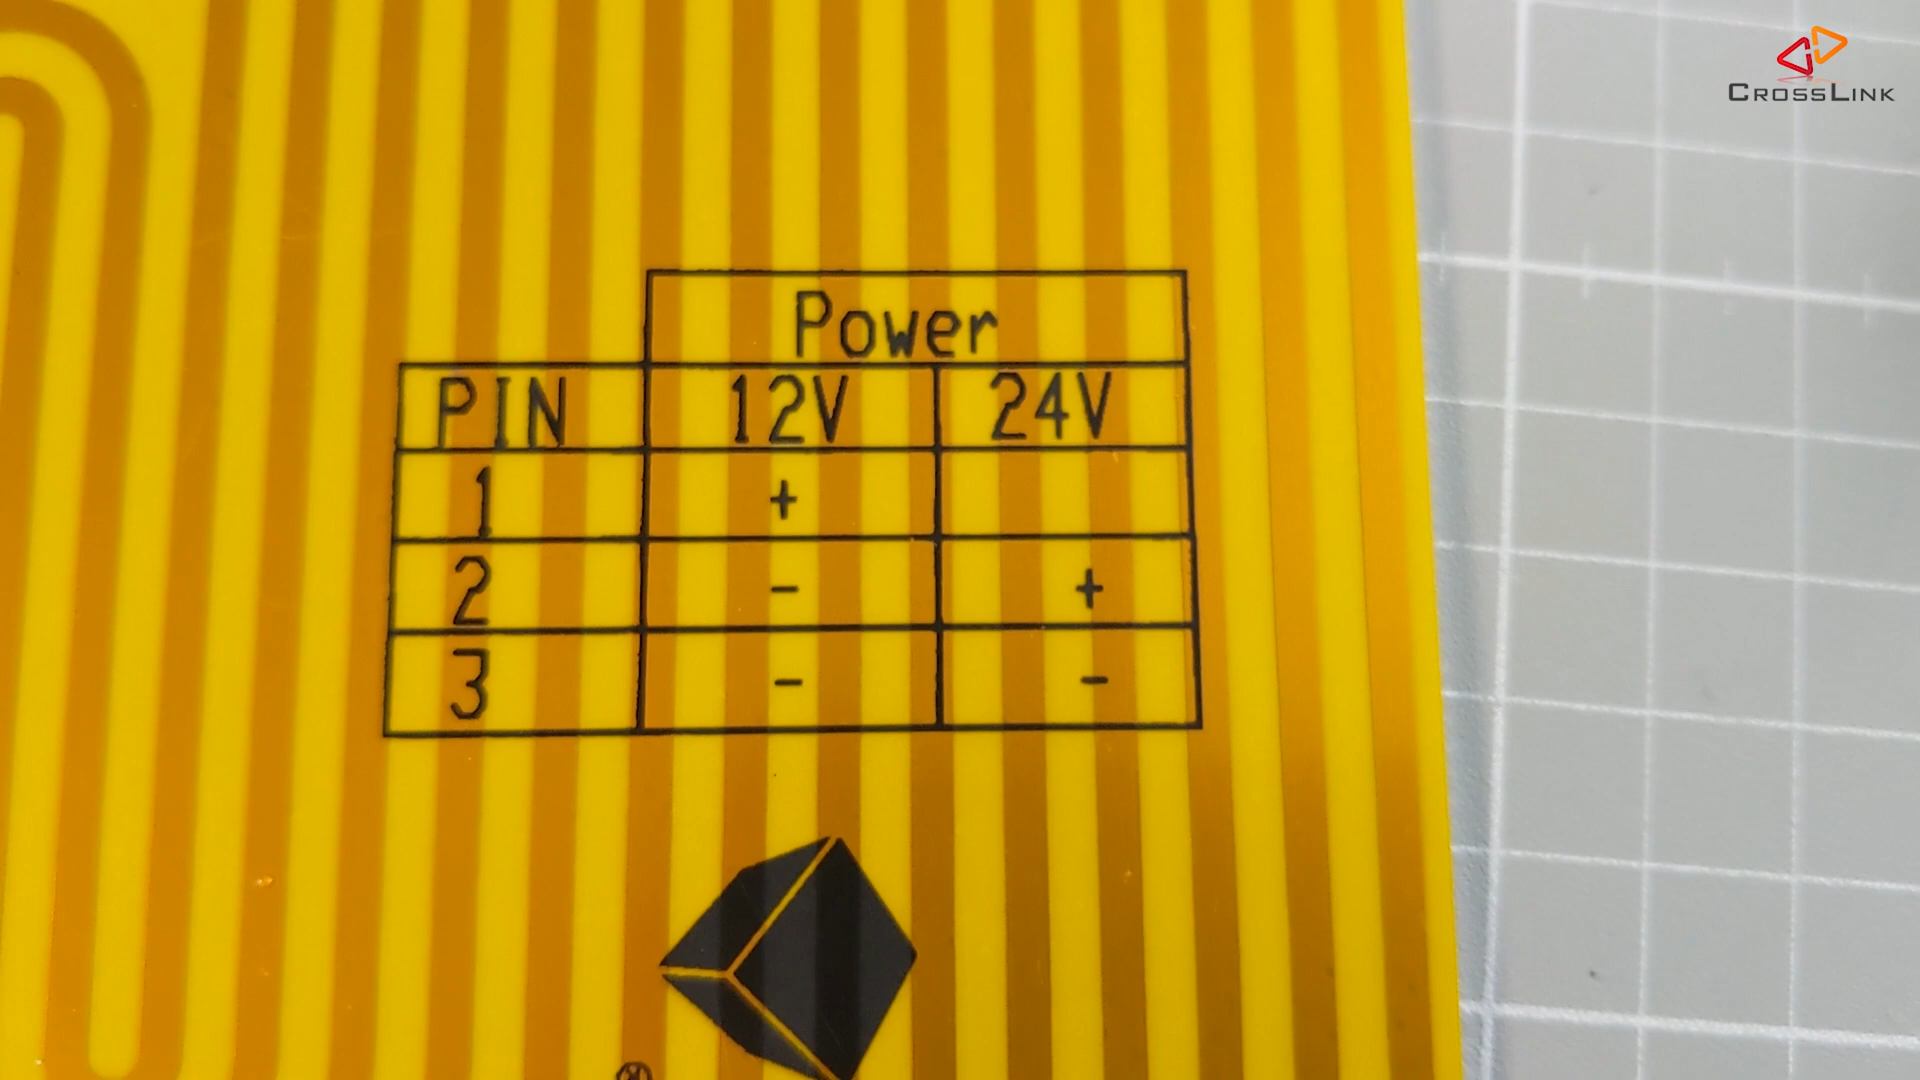 CROSSLINK
Power
PIN 12V 24V
1 +
2 - +
3 - -
®